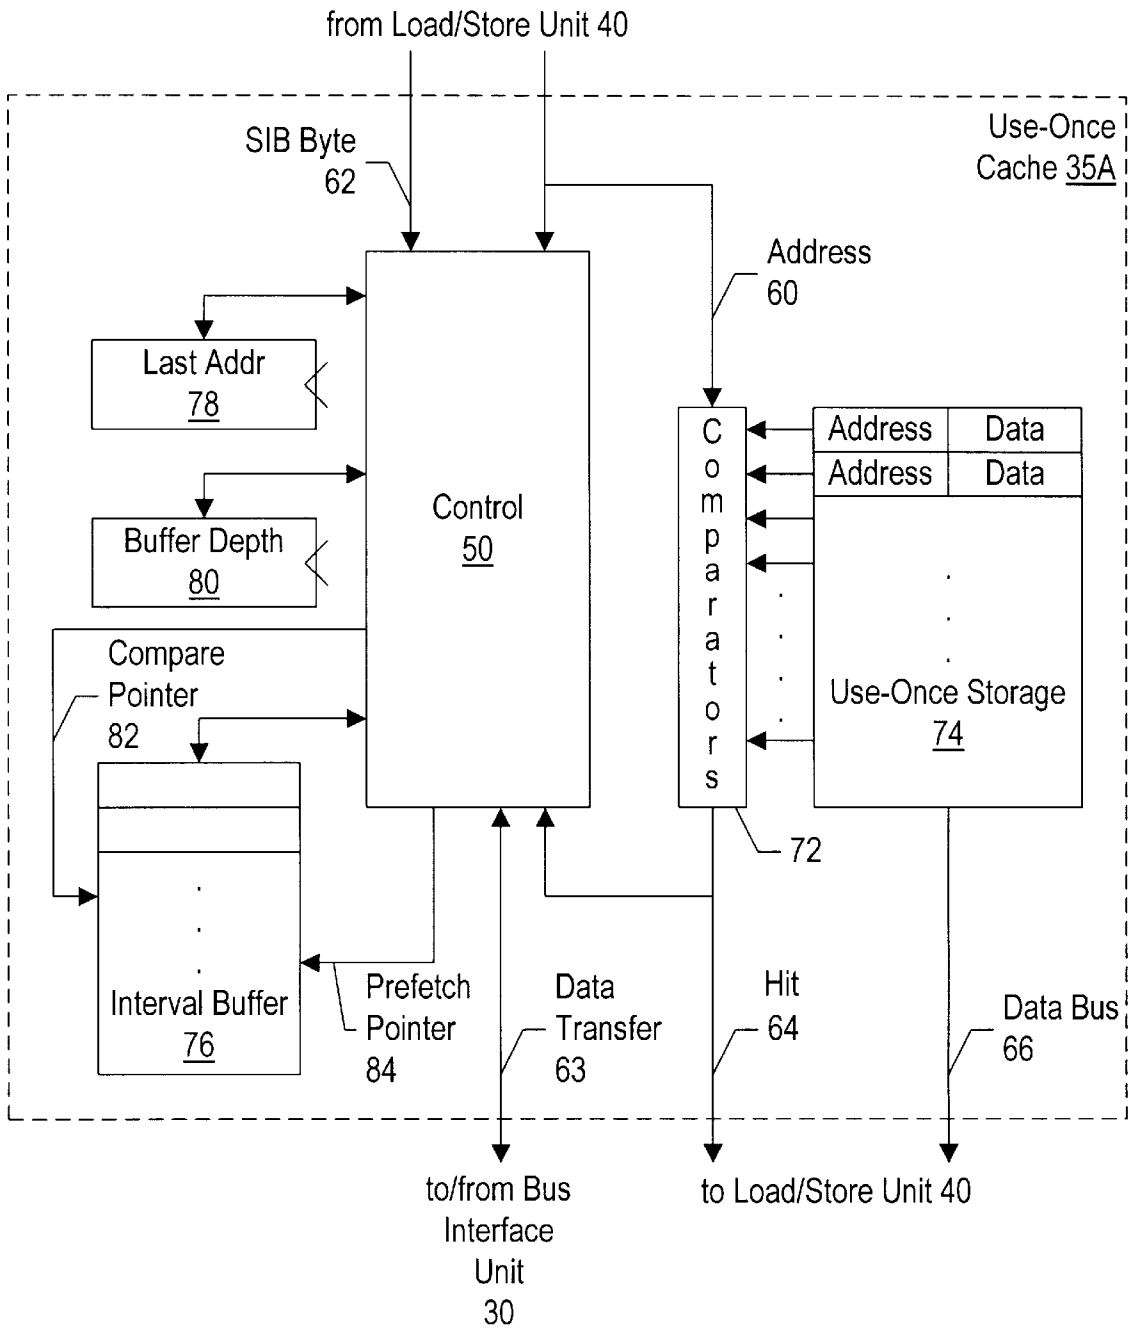 from Load/Store Unit 40
Use-Once
Cache 35A
SIB Byte
62
Address
60
Last Addr
78
Buffer Depth
80
Control
50
Comparators
Address Data
Address Data
Use-Once Storage
74
Compare
Pointer
82
72
Interval Buffer
76
Prefetch
Pointer
84
Data
Transfer
63
Hit
64
Data Bus
66
to/from Bus
Interface
Unit
30
to Load/Store Unit 40